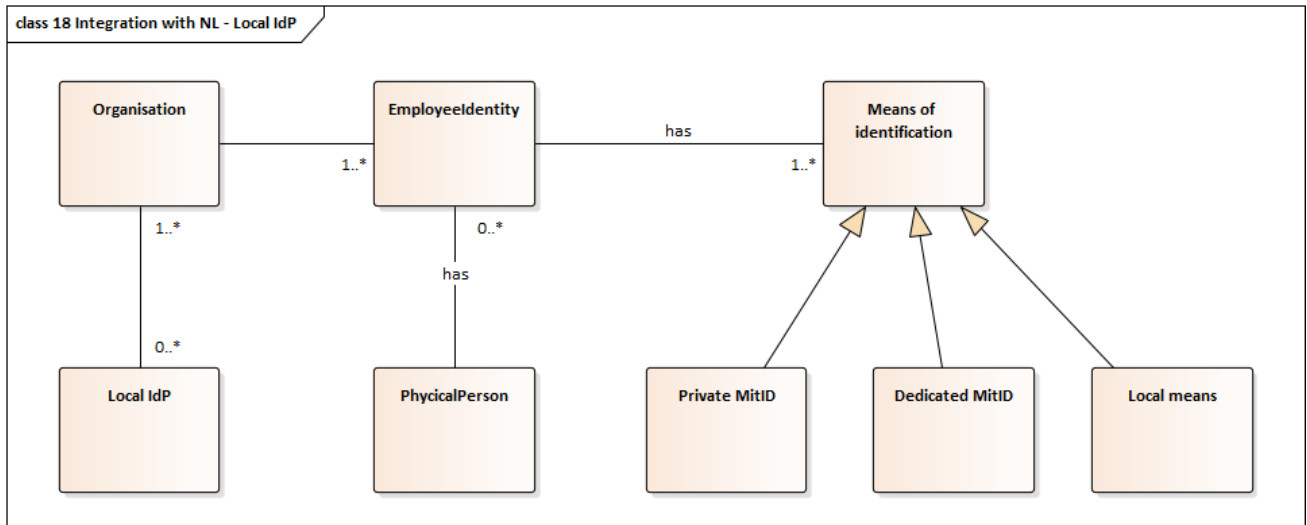 class 18 Integration with NL - Local IdP
Organisation
EmployeeIdentity
Means of
identification
has
1..*
1..*
1..*
0..*
has
0..*
Local IdP
PhycicalPerson
Private MitID
Dedicated MitID
Local means